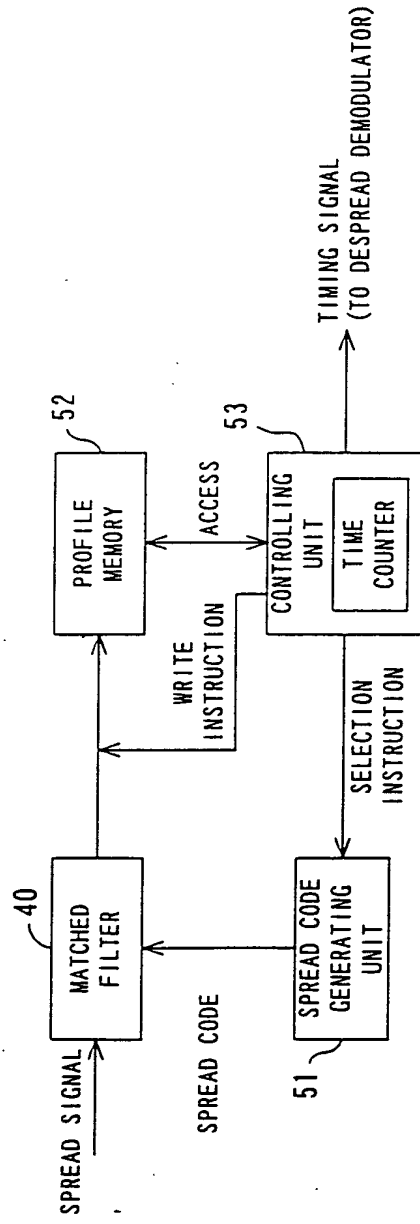 SPREAD SIGNAL
40
MATCHED
FILTER
52
PROFILE
MEMORY
WRITE
INSTRUCTION
ACCESS
SPREAD CODE
53
CONTROLLING
UNIT
TIME
COUNTER
TIMING SIGNAL
(TO DESPREAD DEMODULATOR)
SELECTION
INSTRUCTION
51
SPREAD CODE
GENERATING
UNIT